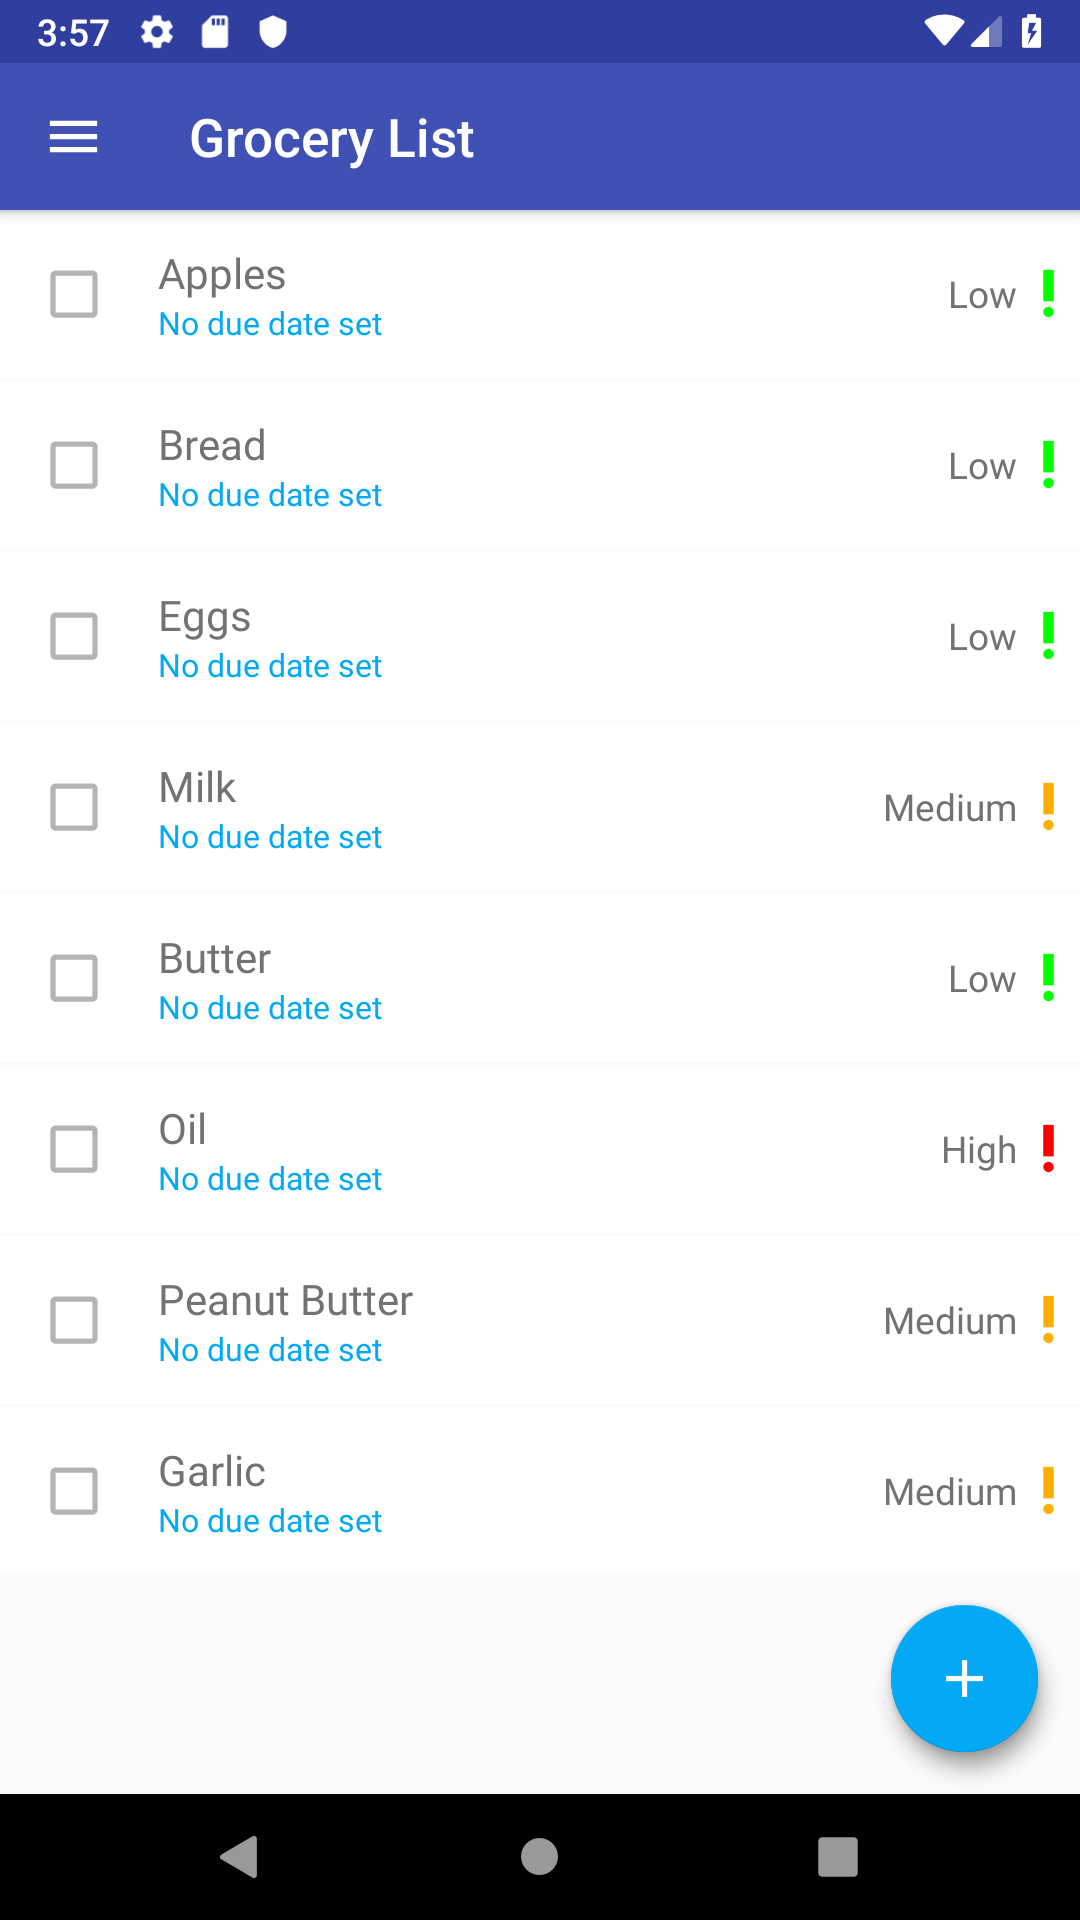 3:57
Grocery List
Apples
No due date set
Low
Bread
No due date set
Low
Eggs
No due date set
Low
Milk
No due date set
Medium
Butter
No due date set
Low
Oil
No due date set
High
Peanut Butter
No due date set
Medium
Garlic
No due date set
Medium